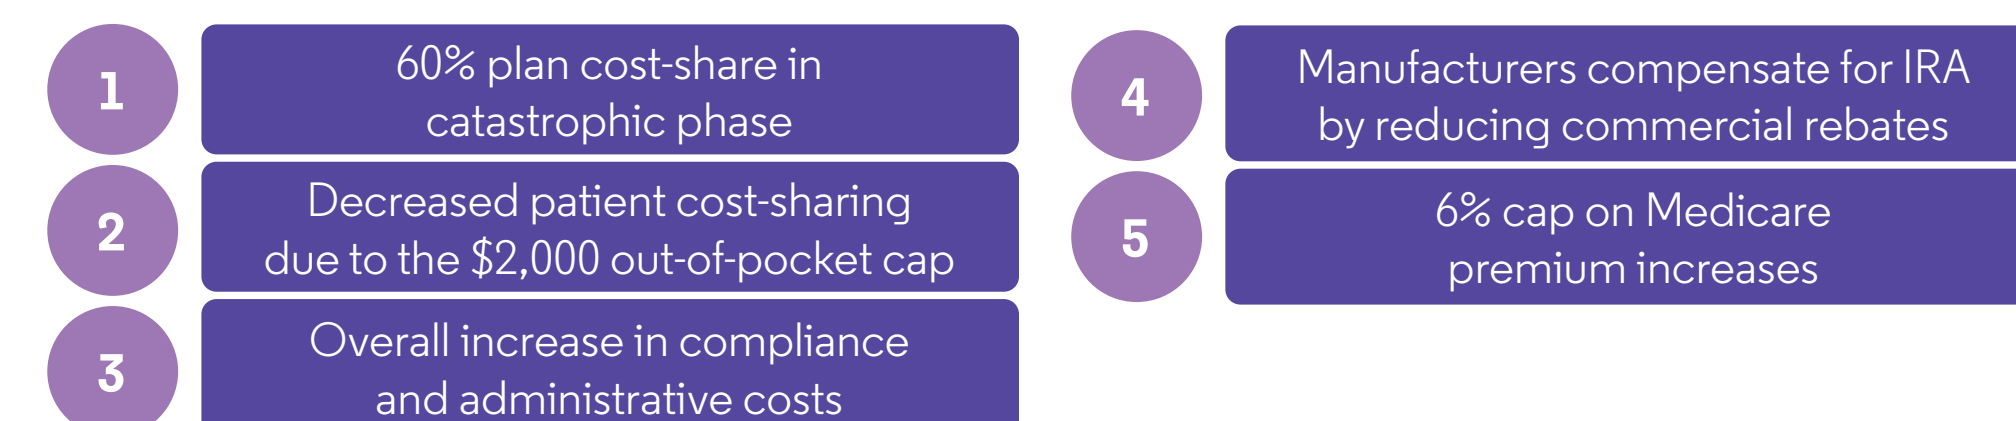 1
60% plan cost-share in
catastrophic phase
2
Decreased patient cost-sharing
due to the $2,000 out-of-pocket cap
3
Overall increase in compliance
and administrative costs
4
Manufacturers compensate for IRA
by reducing commercial rebates
5
6% cap on Medicare
premium increases